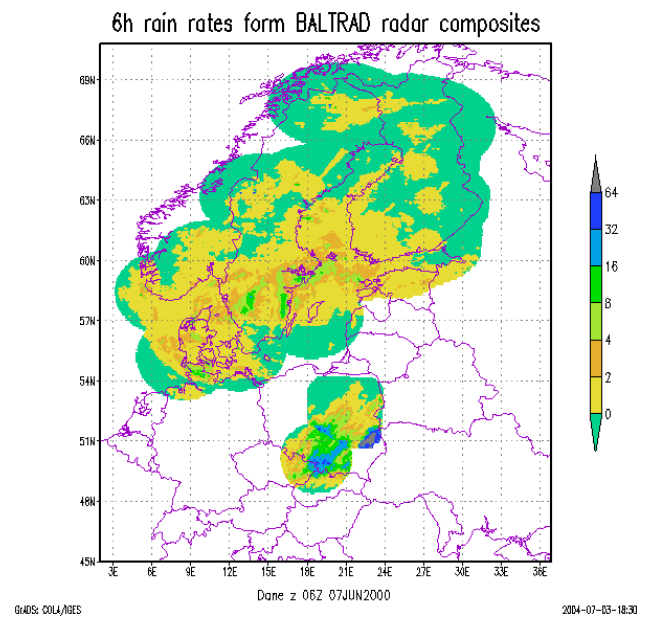 6h rain rates form BALTRAD radar composites
69N
66N
63N
60N
57N
54N
51N
48N
45N
3E 6E 9E 12E 15E 18E 21E 24E 27E 30E 33E 36E
64
32
16
8
4
2
0
Dane z 06Z 07JUN2000
GrADS: COLA/IGES
2004-07-03-18:30